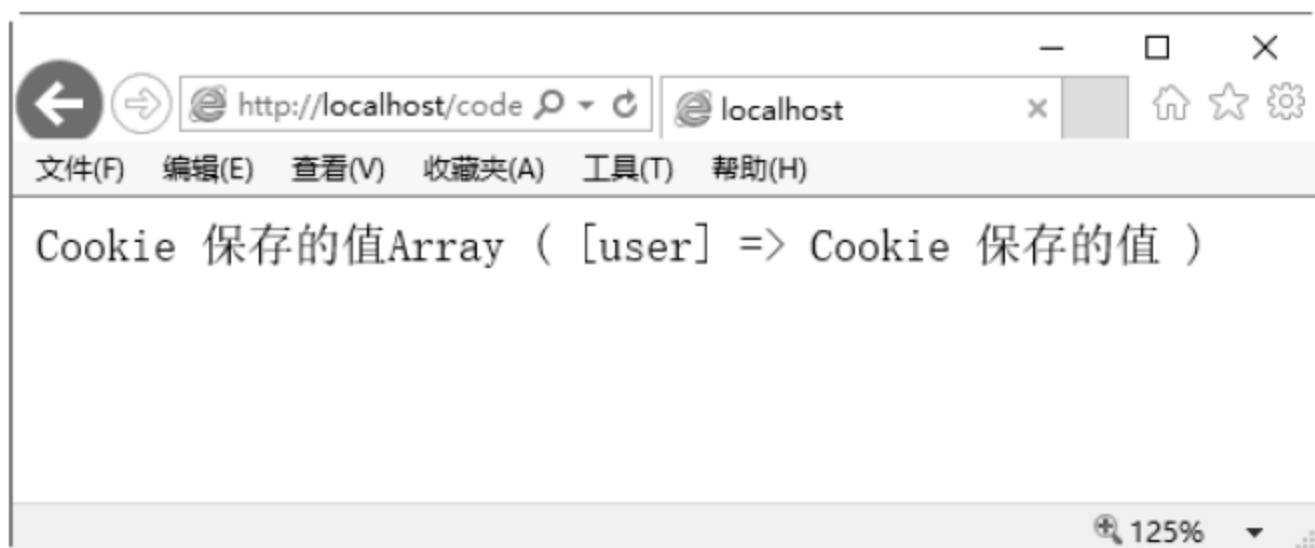 http://localhost/code localhost
文件(F) 编辑(E) 查看(V) 收藏夹(A) 工具(T) 帮助(H)
Cookie 保存的值Array ( [user] => Cookie 保存的值 )
125%